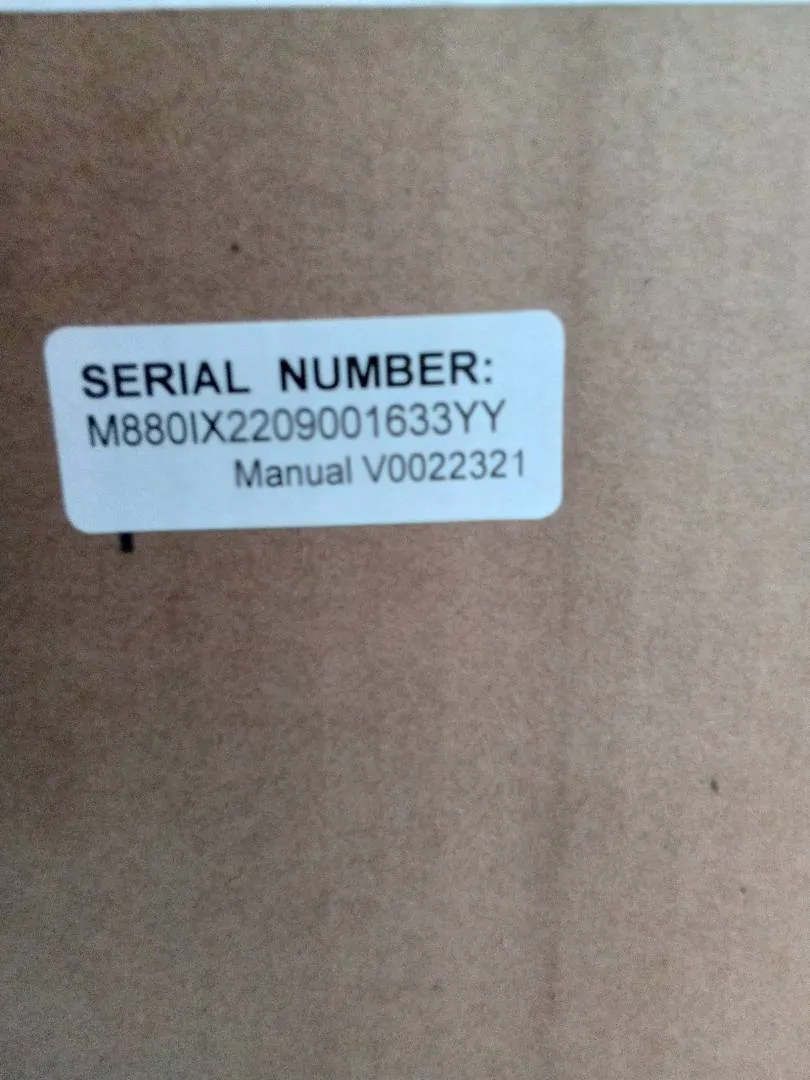 SERIAL NUMBER:
M880IX2209001633YY
Manual V0022321